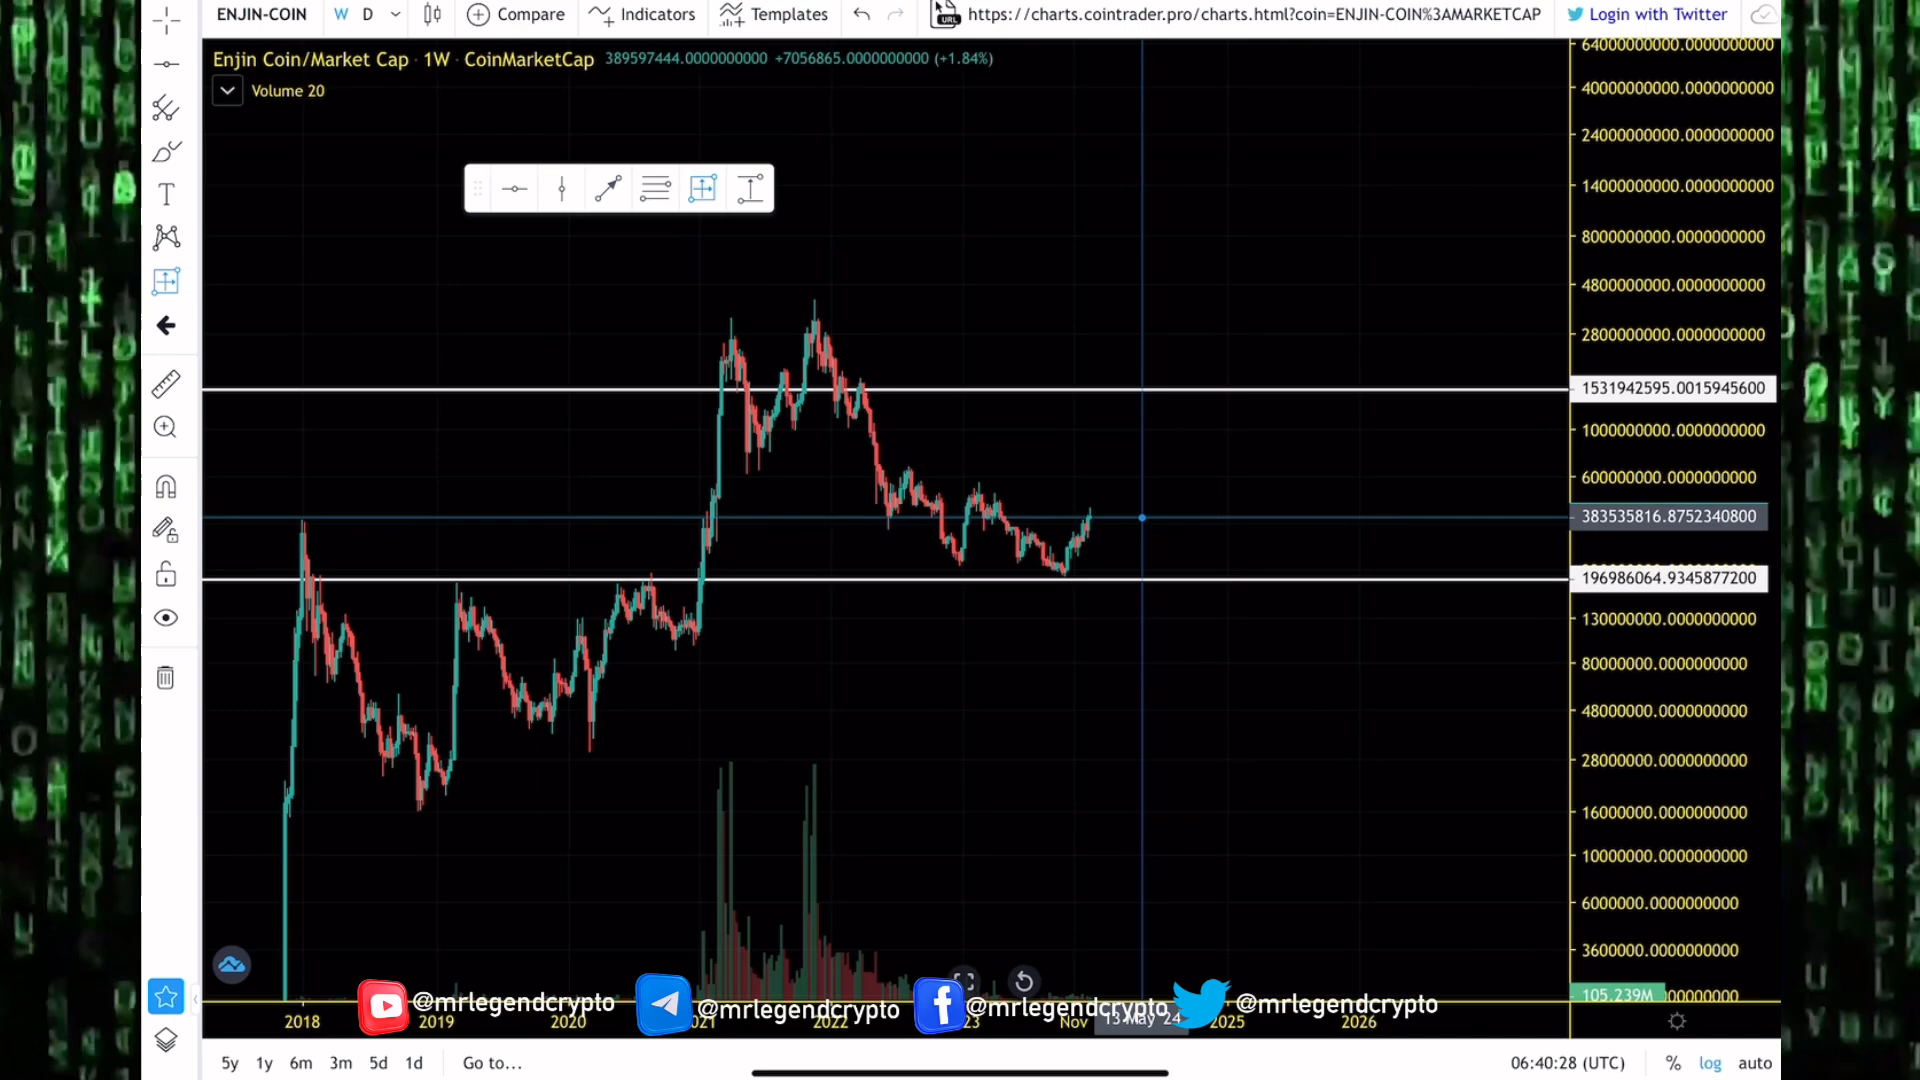 ENJIN-COIN W D Compare Indicators Templates https://charts.cointrader.pro/charts.html?coin=ENJIN-COIN%3AMARKETCAP Login with Twitter
URL
Enjin Coin/Market Cap · 1W · CoinMarketCap 389597444.0000000000 +7056865.0000000000 (+1.84%)
Volume 20
T
64000000000.0000000000
40000000000.0000000000
24000000000.0000000000
14000000000.0000000000
8000000000.0000000000
4800000000.0000000000
2800000000.0000000000
1531942595.0015945600
1000000000.0000000000
600000000.0000000000
383535816.8752340800
196986064.9345877200
130000000.0000000000
80000000.0000000000
48000000.0000000000
28000000.0000000000
16000000.0000000000
10000000.0000000000
6000000.0000000000
3600000.0000000000
105.239M
@mrlegendcrypto @mrlegendcrypto @mrlegendcrypto @mrlegendcrypto
2018 2019 2020 2022 Nov 13 May '24 2025 2026
5y 1y 6m 3m 5d 1d Go to... 06:40:28 (UTC) % log auto